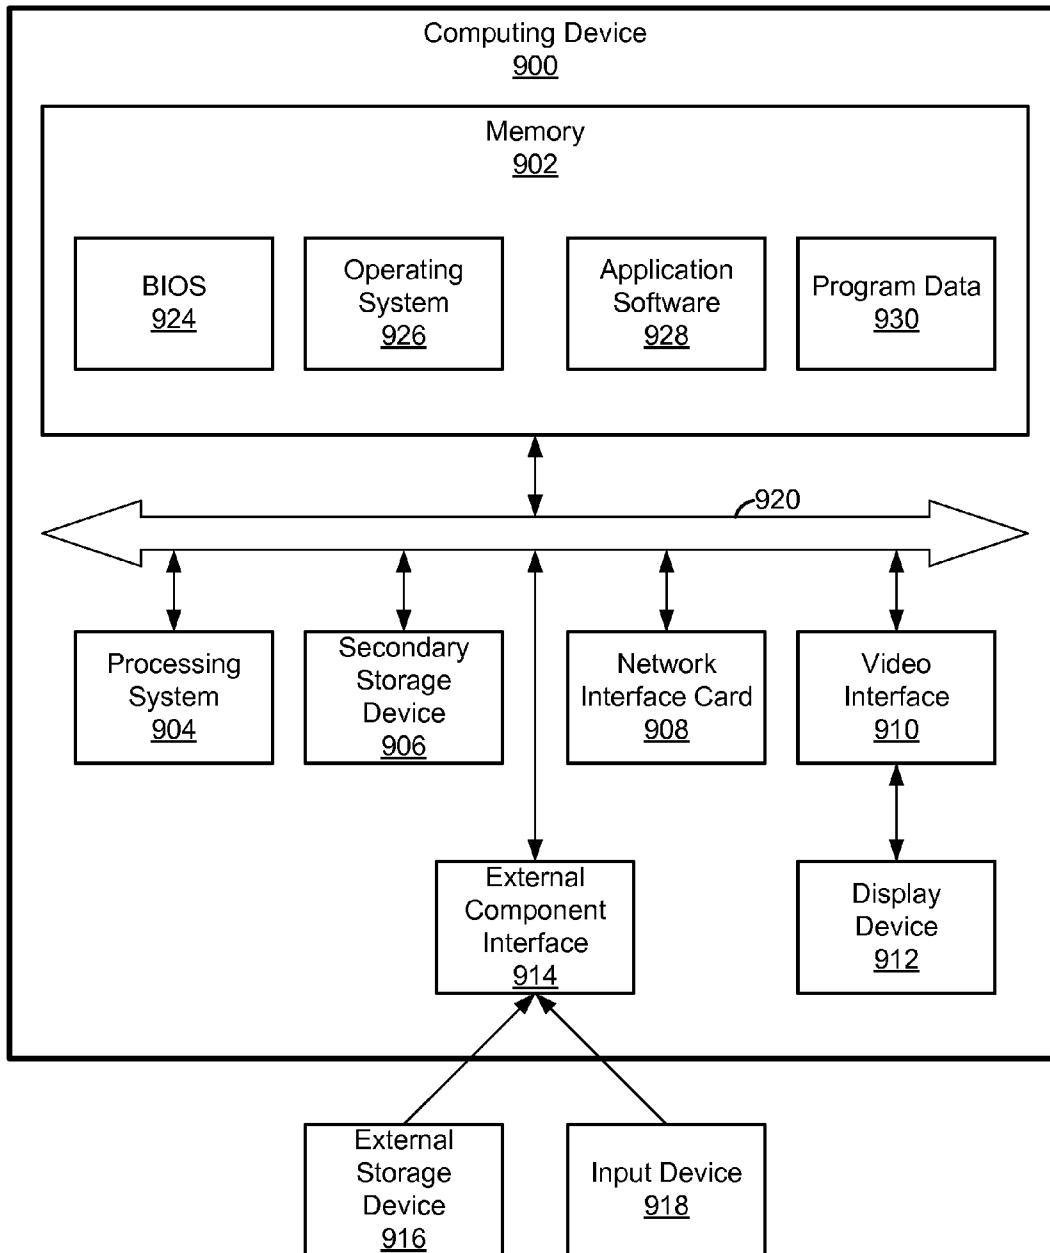 Computing Device
900
Memory
902
BIOS
924
Operating
System
926
Application
Software
928
Program Data
930
920
Processing
System
904
Secondary
Storage
Device
906
Network
Interface Card
908
Video
Interface
910
External
Component
Interface
914
Display
Device
912
External
Storage
Device
916
Input Device
918